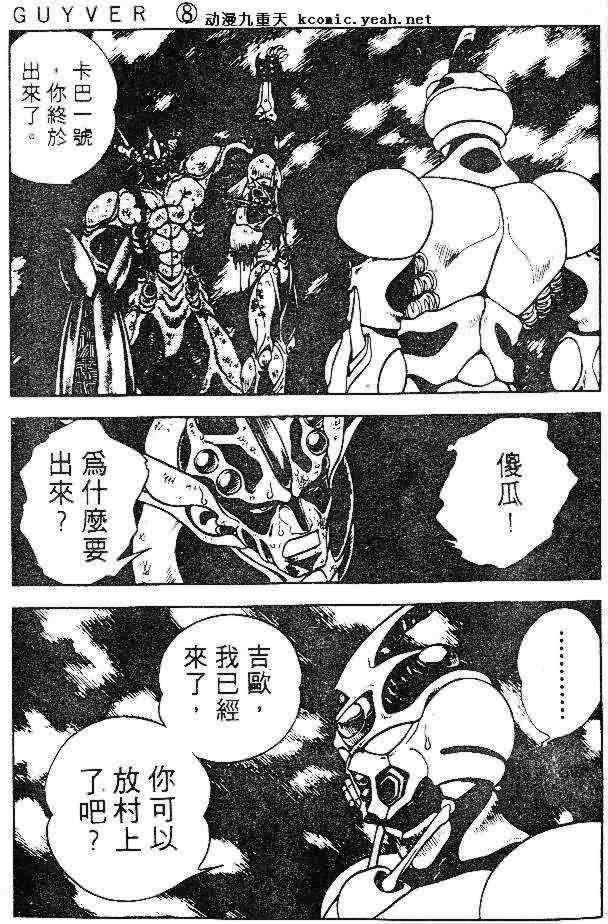 GUYVER ⑧ 动漫九重天 kcomic.yeah.net
卡巴一號
，你終於
出來了。
傻瓜！
爲什麼要
出來？
………
吉歐，
我已經
來了，
你可以
放村上
了吧？